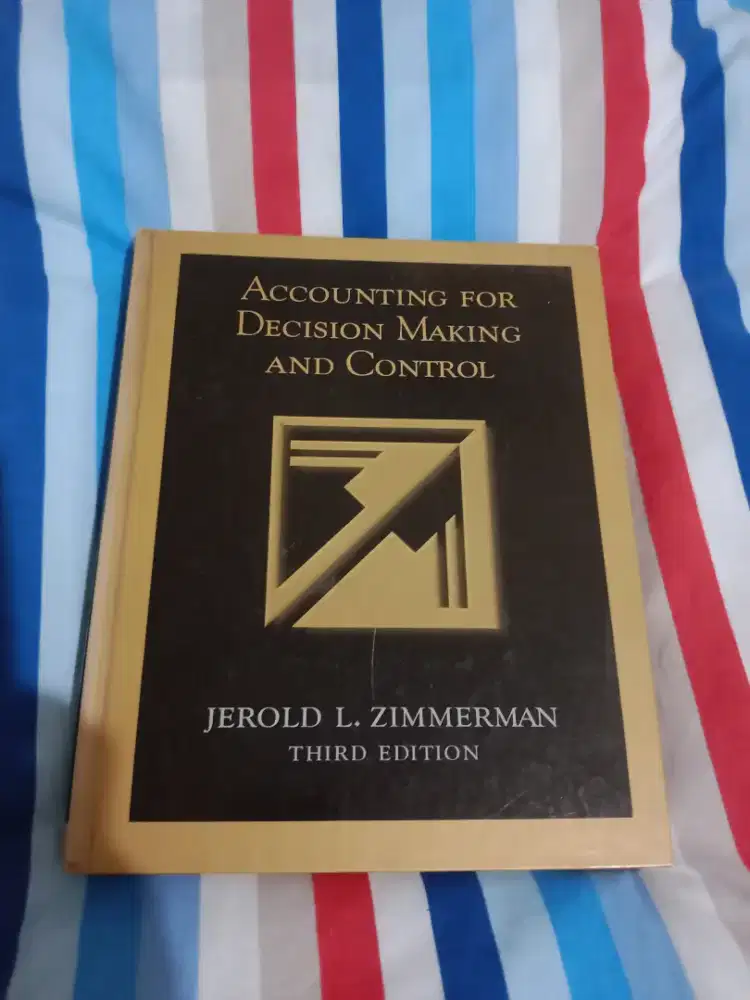 ACCOUNTING FOR
DECISION MAKING
AND CONTROL
JEROLD L. ZIMMERMAN
THIRD EDITION